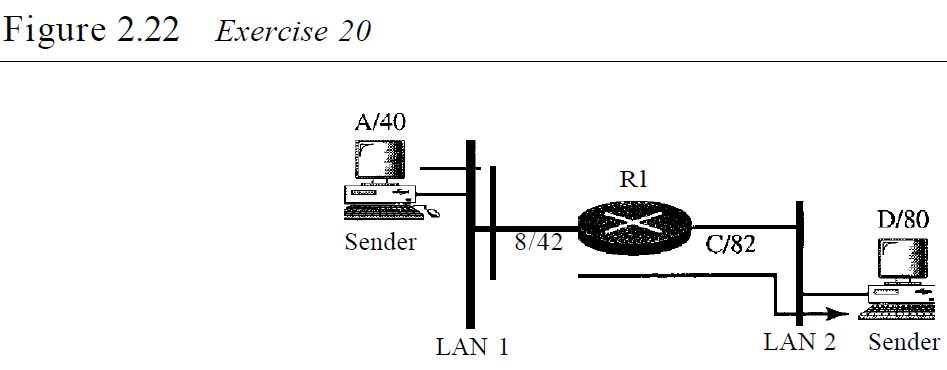 Figure 2.22 Exercise 20
A/40
R1
D/80
Sender
8/42
C/82
LAN 1
LAN 2
Sender